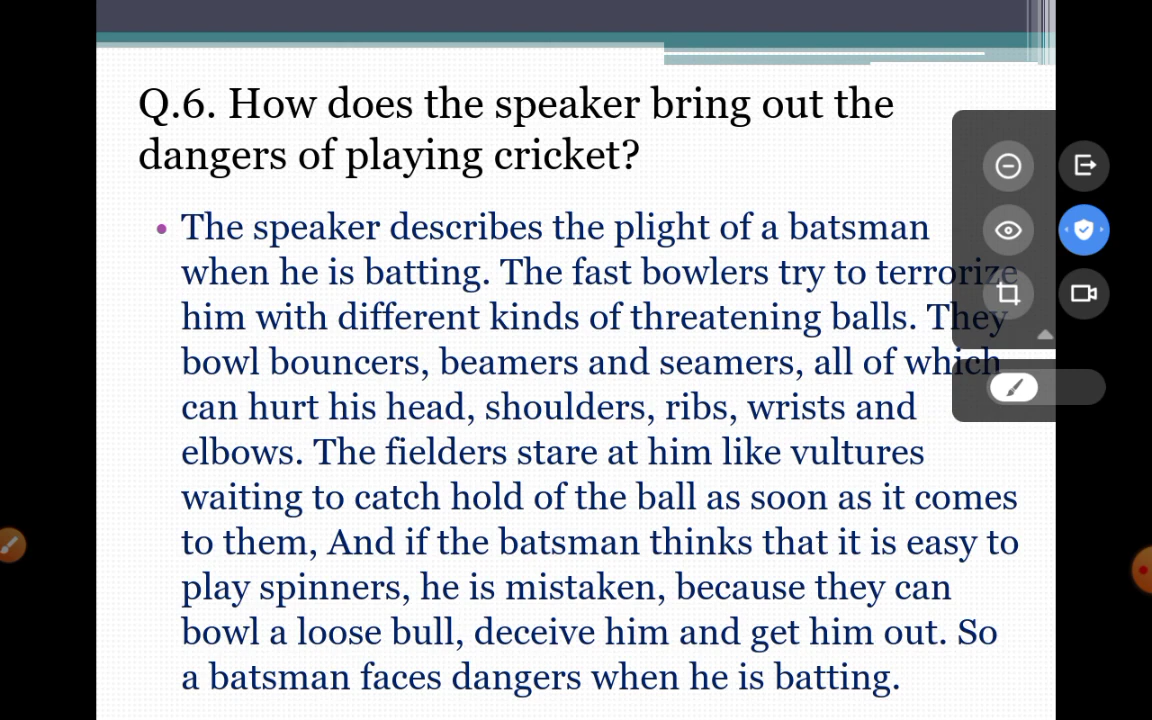 Q.6. How does the speaker bring out the
dangers of playing cricket?
• The speaker describes the plight of a batsman
when he is batting. The fast bowlers try to terrorize
him with different kinds of threatening balls. They
bowl bouncers, beamers and seamers, all of which
can hurt his head, shoulders, ribs, wrists and
elbows. The fielders stare at him like vultures
waiting to catch hold of the ball as soon as it comes
to them, And if the batsman thinks that it is easy to
play spinners, he is mistaken, because they can
bowl a loose bull, deceive him and get him out. So
a batsman faces dangers when he is batting.